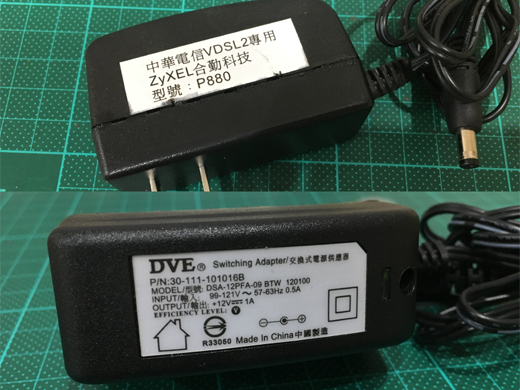 中華電信VDSL2專用
ZyXEL合勤科技
型號：P880
DVE® Switching Adapter/交換式電源供應器
P/N:30-111-101016B
MODEL/型號: DSA-12PFA-09 BTW 120100
INPUT/輸入: 99-121V ~ 57-63Hz 0.5A
OUTPUT/輸出: +12V⎓1A
EFFICIENCY LEVEL: V
R33050 Made In China中國製造